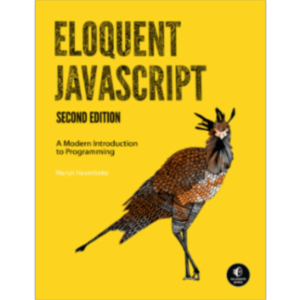 ELOQUENT
JAVASCRIPT
SECOND EDITION
A Modern Introduction
to Programming
Marijn Haverbeke